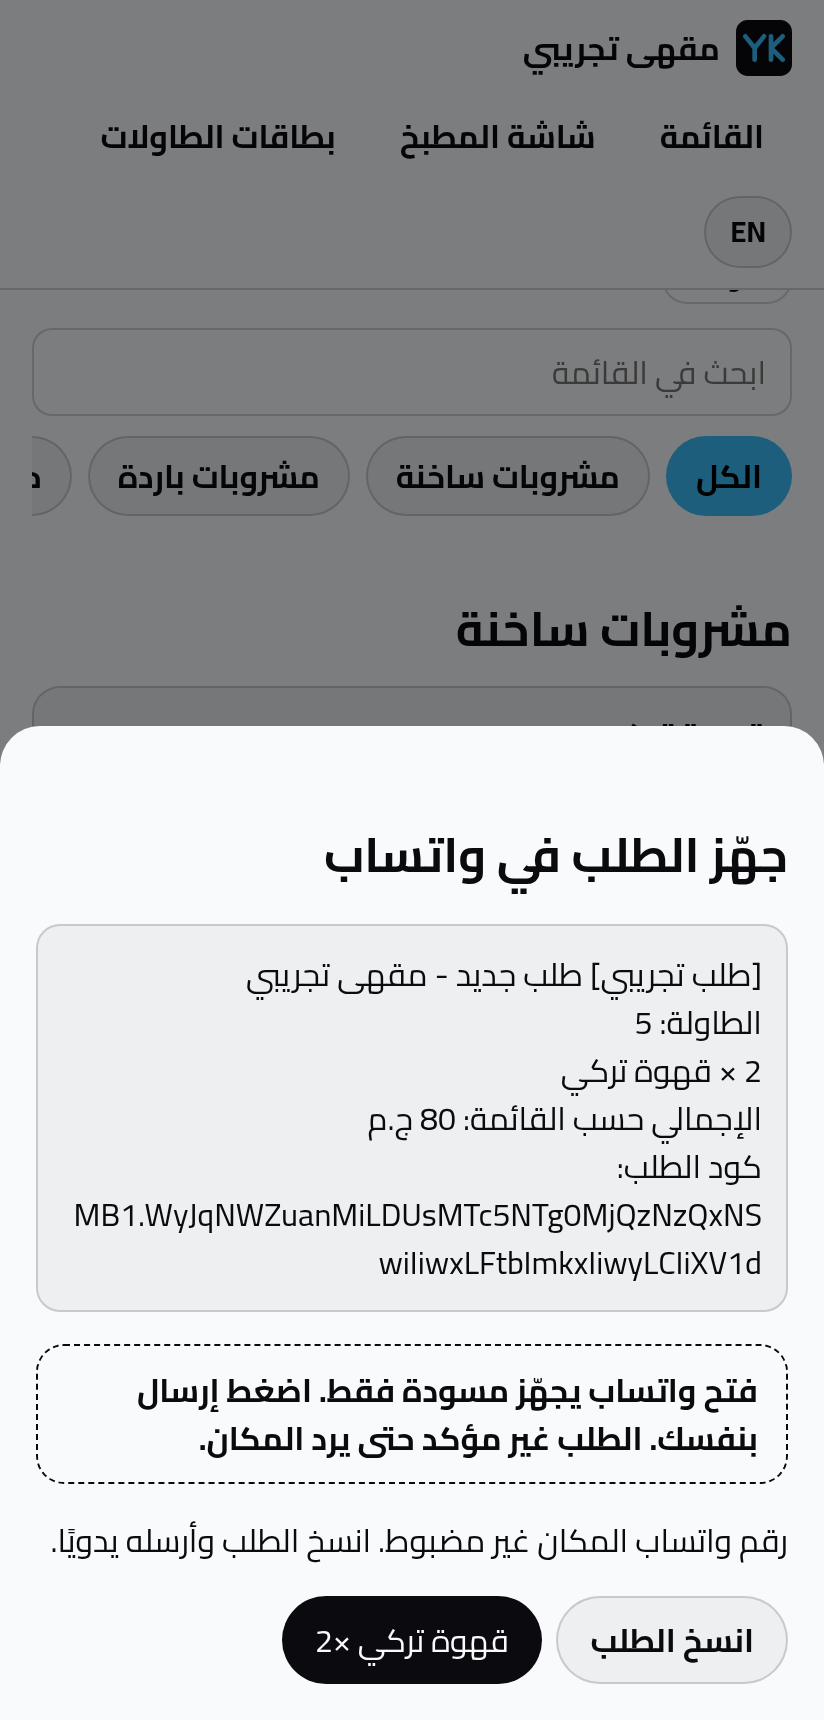 YK مقهى تجريبي
القائمة شاشة المطبخ بطاقات الطاولات
EN
ابحث في القائمة
الكل مشروبات ساخنة مشروبات باردة
مشروبات ساخنة
جهّز الطلب في واتساب
[طلب تجريبي] طلب جديد - مقهى تجريبي
الطاولة: 5
2 × قهوة تركي
الإجمالي حسب القائمة: 80 ج.م
كود الطلب:
MB1.WyJqNWZuanMiLDUsMTc5NTg0MjQzNzQxNS
wiliwxLFtbImkxliwyLCliXV1d
فتح واتساب يجهّز مسودة فقط. اضغط إرسال
بنفسك. الطلب غير مؤكد حتى يرد المكان.
رقم واتساب المكان غير مضبوط. انسخ الطلب وأرسله يدويًا.
انسخ الطلب قهوة تركي ×2